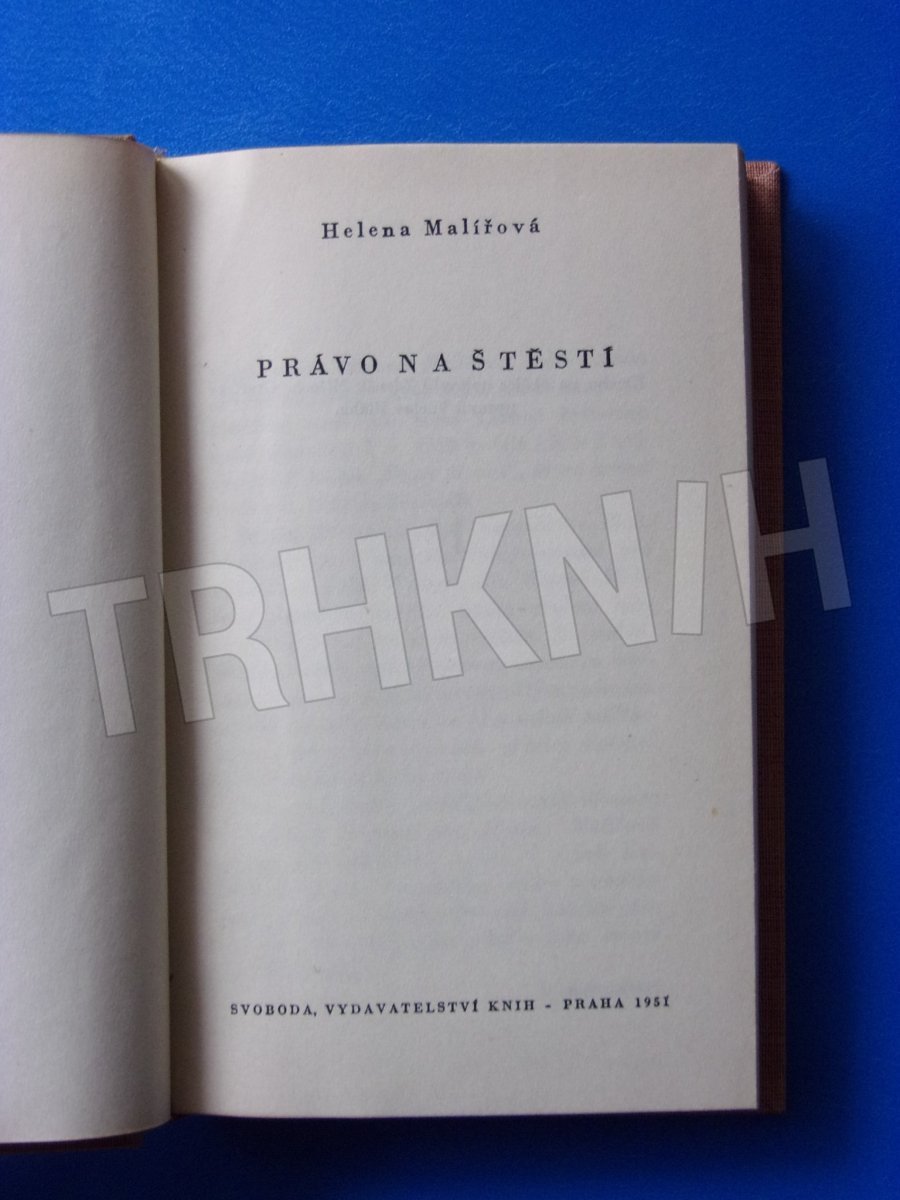 Helena Malířová
PRÁVO NA ŠTĚSTÍ
TRHKNIH
SVOBODA, VYDAVATELSTVÍ KNIH - PRAHA 1951